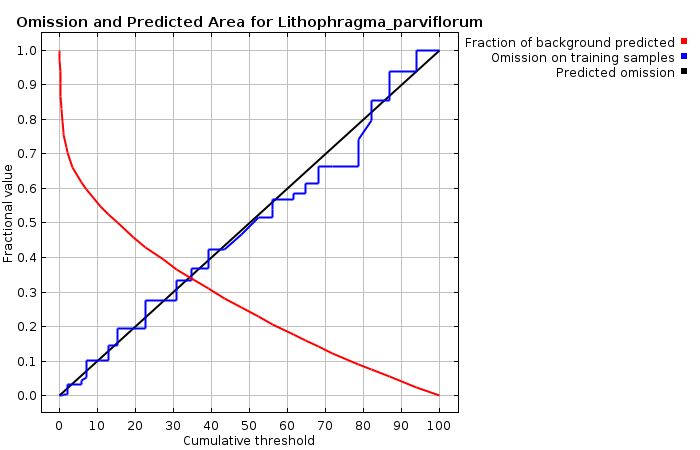 Omission and Predicted Area for Lithophragma_parviflorum
Fraction of background predicted
Omission on training samples
Predicted omission
Fractional value
1.0
0.9
0.8
0.7
0.6
0.5
0.4
0.3
0.2
0.1
0.0
0 10 20 30 40 50 60 70 80 90 100
Cumulative threshold